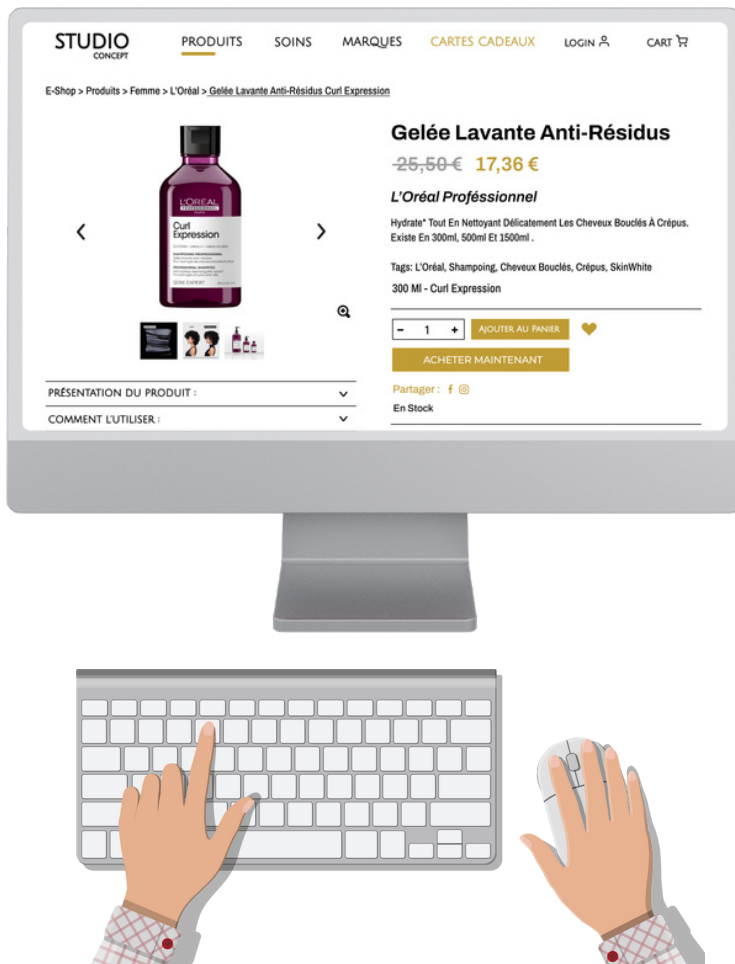 STUDIO
CONCEPT
PRODUITS
SOINS
MARQUES
CARTES CADEAUX
LOGIN
CART
E-Shop > Produits > Femme > L'Oréal > Gelée Lavante Anti-Résidus Curl Expression
L'ORÉAL
PROFESSIONNEL
PARIS
Curl
Expression
SERIE EXPERT
Gelée Lavante Anti-Résidus
25,50 € 17,36 €
L'Oréal Proféssionnel
Hydrate* Tout En Nettoyant Délicatement Les Cheveux Bouclés À Crépus.
Existe En 300ml, 500ml Et 1500ml .
Tags: L'Oréal, Shampoing, Cheveux Bouclés, Crépus, SkinWhite
300 Ml - Curl Expression
- 1 +
AJOUTER AU PANIER
ACHETER MAINTENANT
Partager :
En Stock
PRÉSENTATION DU PRODUIT :
COMMENT L'UTILISER :